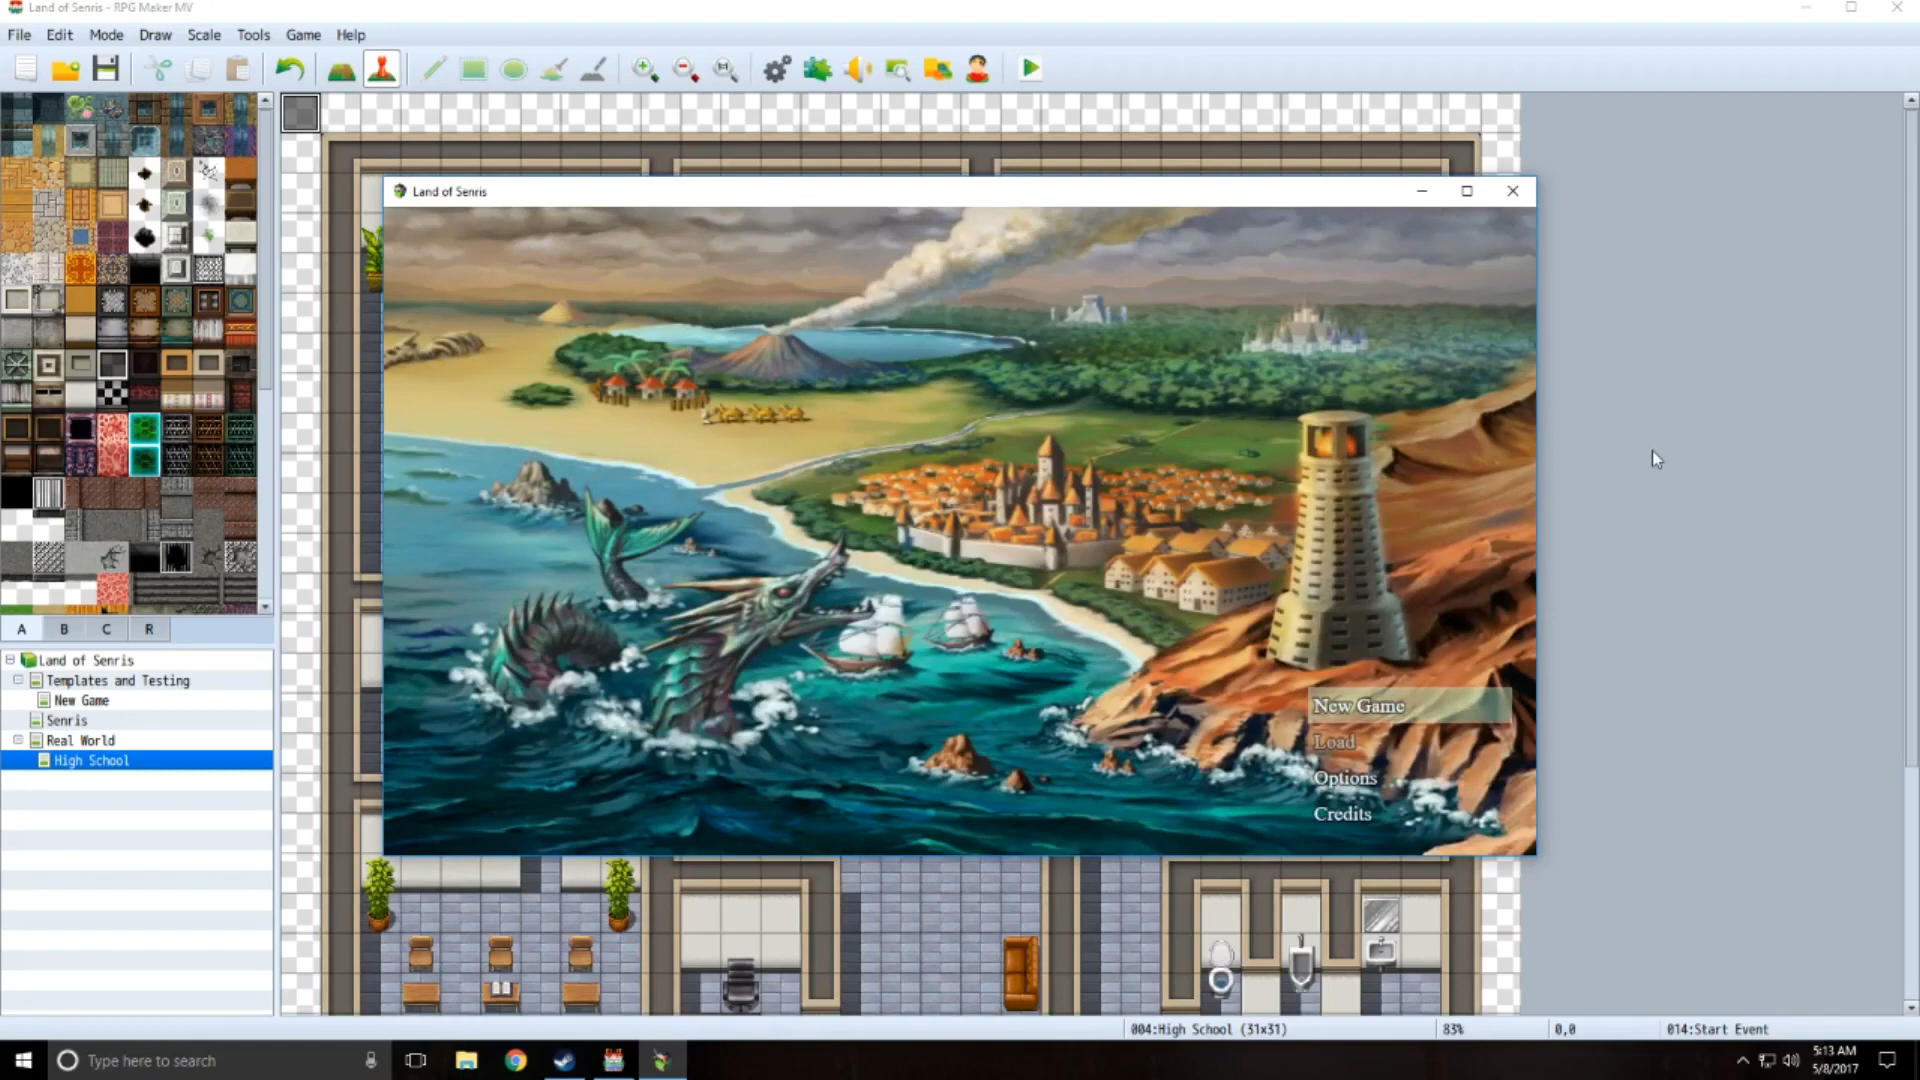 Land of Senris - RPG Maker MV
File Edit Mode Draw Scale Tools Game Help
Land of Senris
New Game
Load
Options
Credits
A B C R
Land of Senris
Templates and Testing
New Game
Senris
Real World
High School
004:High School (31x31) 83% 0,0 014:Start Event
Type here to search
5:13 AM
5/8/2017